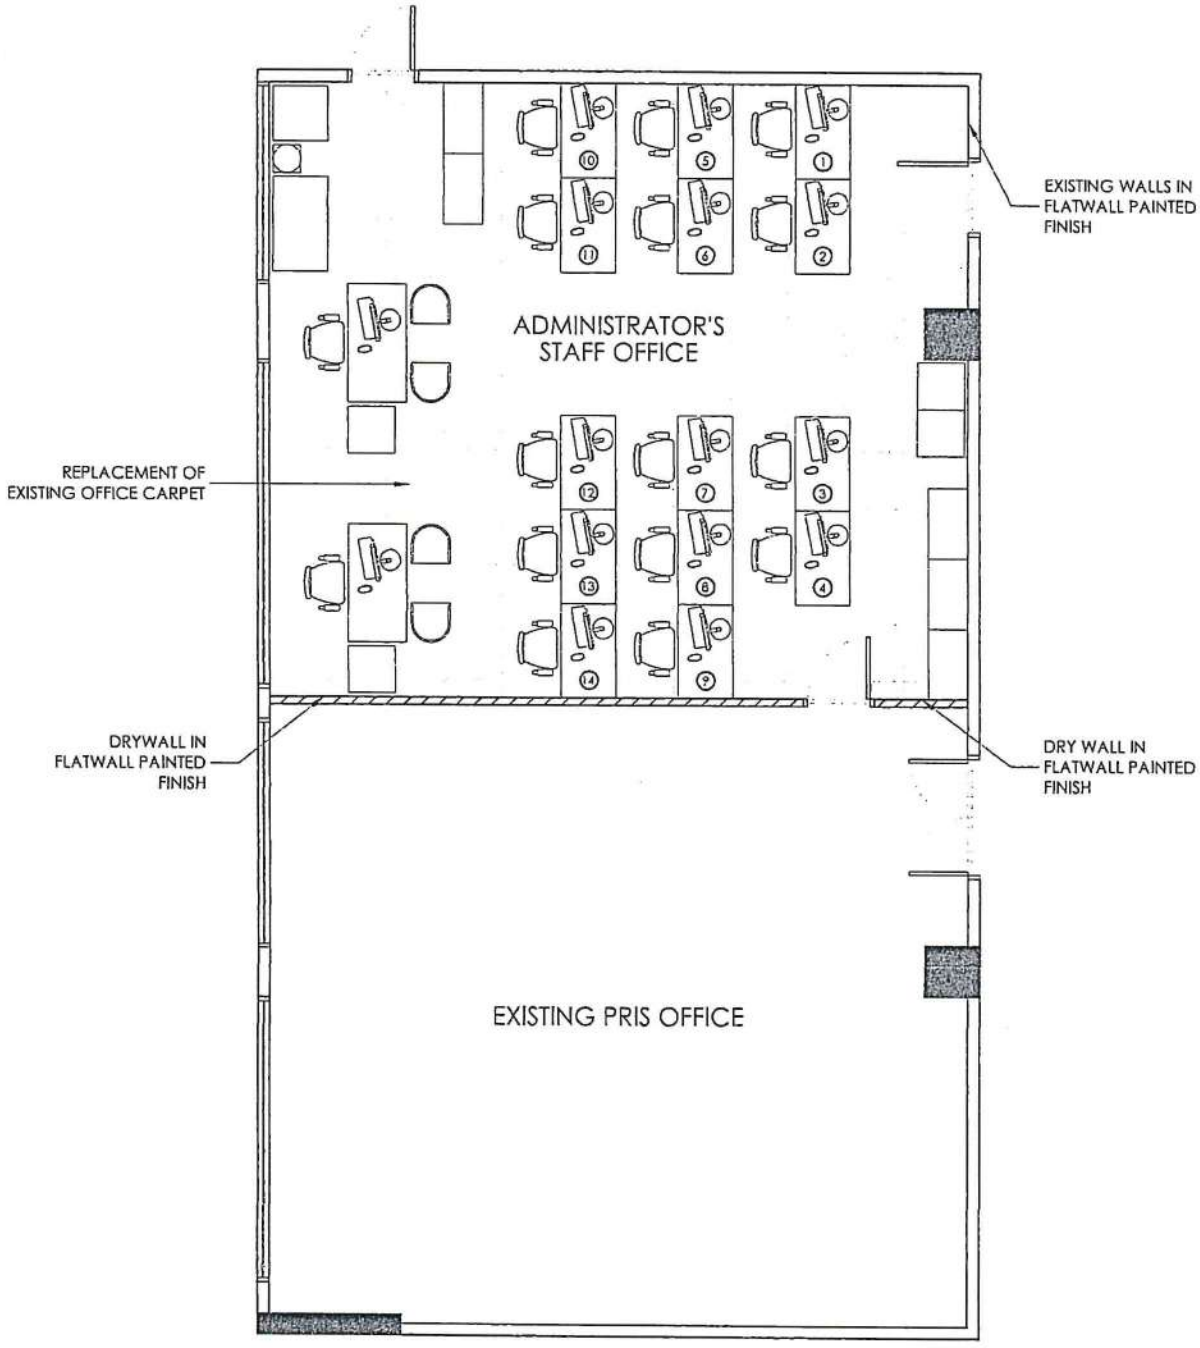 10
5
1
11
6
2
EXISTING WALLS IN
FLATWALL PAINTED
FINISH
ADMINISTRATOR'S
STAFF OFFICE
REPLACEMENT OF
EXISTING OFFICE CARPET
12
7
3
13
8
4
14
9
DRYWALL IN
FLATWALL PAINTED
FINISH
DRY WALL IN
FLATWALL PAINTED
FINISH
EXISTING PRIS OFFICE